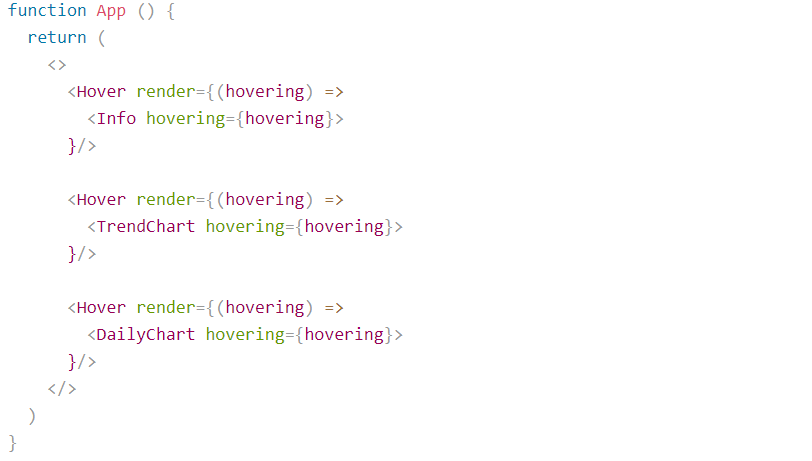 function App () {
  return (
    <>
      <Hover render={(hovering) =>
        <Info hovering={hovering}>
      }/>

      <Hover render={(hovering) =>
        <TrendChart hovering={hovering}>
      }/>

      <Hover render={(hovering) =>
        <DailyChart hovering={hovering}>
      }/>
    </>
  )
}